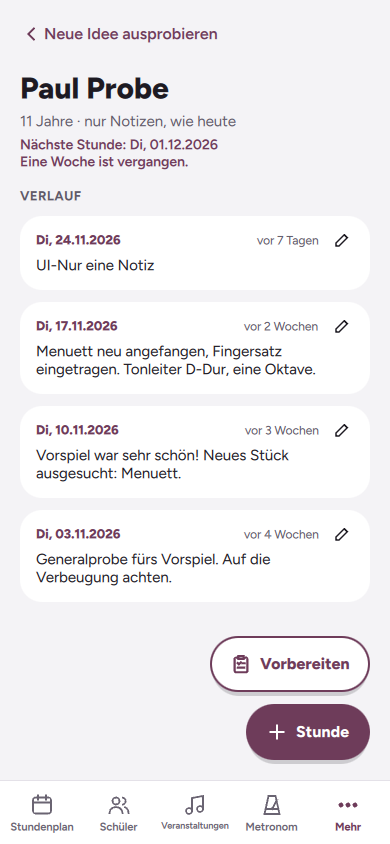 Neue Idee ausprobieren
Paul Probe
11 Jahre · nur Notizen, wie heute
Nächste Stunde: Di, 01.12.2026
Eine Woche ist vergangen.
VERLAUF
Di, 24.11.2026 vor 7 Tagen
UI-Nur eine Notiz
Di, 17.11.2026 vor 2 Wochen
Menuett neu angefangen, Fingersatz
eingetragen. Tonleiter D-Dur, eine Oktave.
Di, 10.11.2026 vor 3 Wochen
Vorspiel war sehr schön! Neues Stück
ausgesucht: Menuett.
Di, 03.11.2026 vor 4 Wochen
Generalprobe fürs Vorspiel. Auf die
Verbeugung achten.
Vorbereiten
+ Stunde
Stundenplan Schüler Veranstaltungen Metronom Mehr